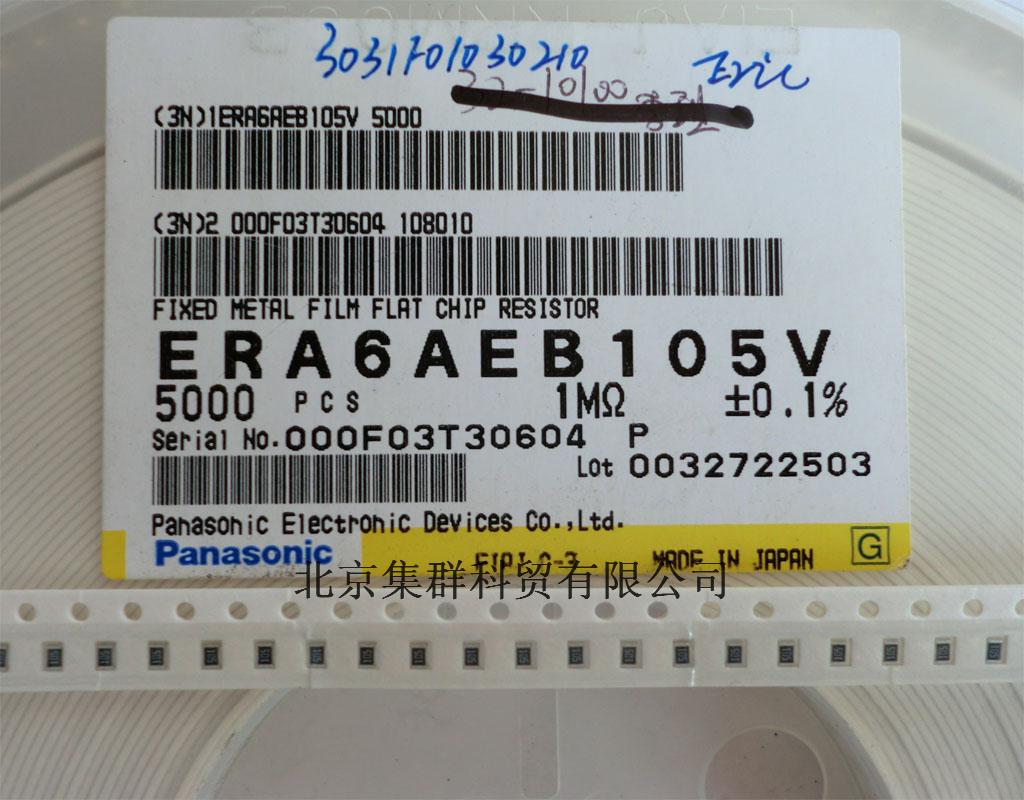 3031F01030210
Eric
(3N)1ERA6AEB105V 5000
(3N)2 000F03T30604 108010
FIXED METAL FILM FLAT CHIP RESISTOR
ERA6AEB105V
5000 PCS 1MΩ ±0.1%
Serial No.000F03T30604 P
Lot 0032722503
Panasonic Electronic Devices Co.,Ltd.
Panasonic MADE IN JAPAN G
北京集群科贸有限公司